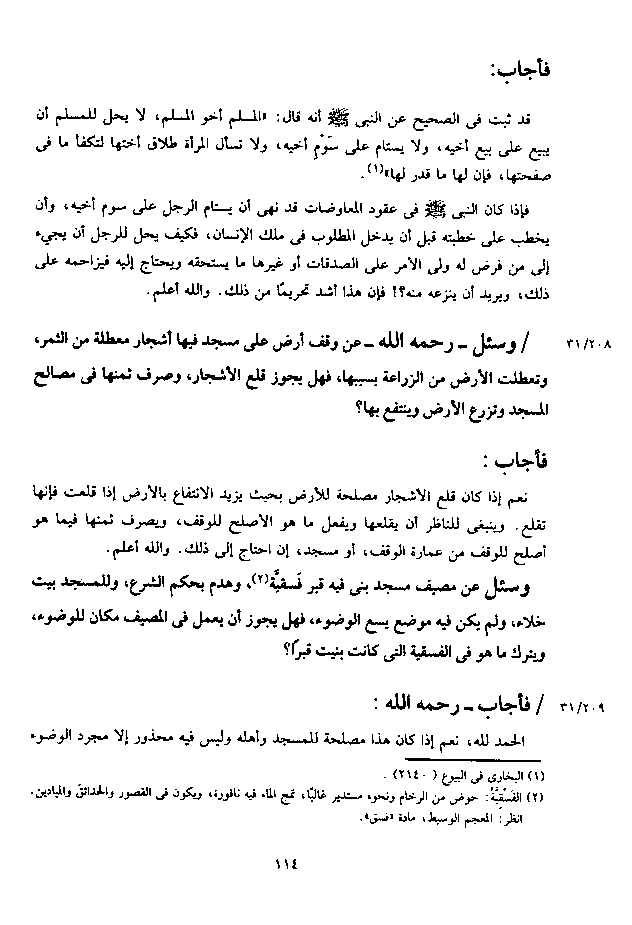 فأجاب:
قد ثبت فى الصحيح عن النبى ﷺ أنه قال: «المسلم أخو المسلم، لا يحل للمسلم أن
يبيع على بيع أخيه، ولا يستام على سَوْمِ أخيه، ولا تسأل المرأة طلاق أختها لتكفأ ما فى
صفحتها، فإن لها ما قدر لها»(١).
فإذا كان النبى ﷺ فى عقود المعاوضات قد نهى أن يستام الرجل على سوم أخيه، وأن
يخطب على خطبته قبل أن يدخل المطلوب فى ملك الإنسان، فكيف يحل للرجل أن يجيء
إلى من فرض له ولى الأمر على الصدقات أو غيرها ما يستحقه ويحتاج إليه فيزاحمه على
ذلك، ويريد أن ينزعه منه؟! فإن هذا أشد تحريمًا من ذلك. والله أعلم.
٣١/٢٠٨ / وسئل ـ رحمه الله ـ عن وقف أرض على مسجد فيها أشجار معطلة من الثمر،
وتعطلت الأرض من الزراعة بسببها، فهل يجوز قلع الأشجار، وصرف ثمنها فى مصالح
المسجد وتزرع الأرض وينتفع بها؟
فأجاب :
نعم إذا كان قلع الأشجار مصلحة للأرض بحيث يزيد الانتفاع بالأرض إذا قلعت فإنها
تقلع. وينبغى للناظر أن يقلعها ويفعل ما هو الأصلح للوقف، ويصرف ثمنها فيما هو
أصلح للوقف من عمارة الوقف، أو مسجد، إن احتاج إلى ذلك. والله أعلم.
وسئل عن مصيف مسجد بنى فيه قبر فَسقيَّة(٢)، وهدم بحكم الشرع، وللمسجد بيت
خلاء، ولم يكن فيه موضع يسع الوضوء، فهل يجوز أن يعمل فى المصيف مكان للوضوء،
ويترك ما هو فى الفسقية التى كانت بنيت قبرًا؟
٣١/٢٠٩ / فأجاب ـ رحمه الله :
الحمد لله، نعم إذا كان هذا مصلحة للمسجد وأهله وليس فيه محذور إلا مجرد الوضوء
(١) البخارى فى البيوع ( ٢١٤٠) .
(٢) الفَسْقِيَّةُ: حوض من الرخام ونحوه مستدير غالبًا، تمج الماء فيه نافورة، ويكون فى القصور والحدائق والميادين.
انظر: المعجم الوسيط، مادة «فسق».
١١٤